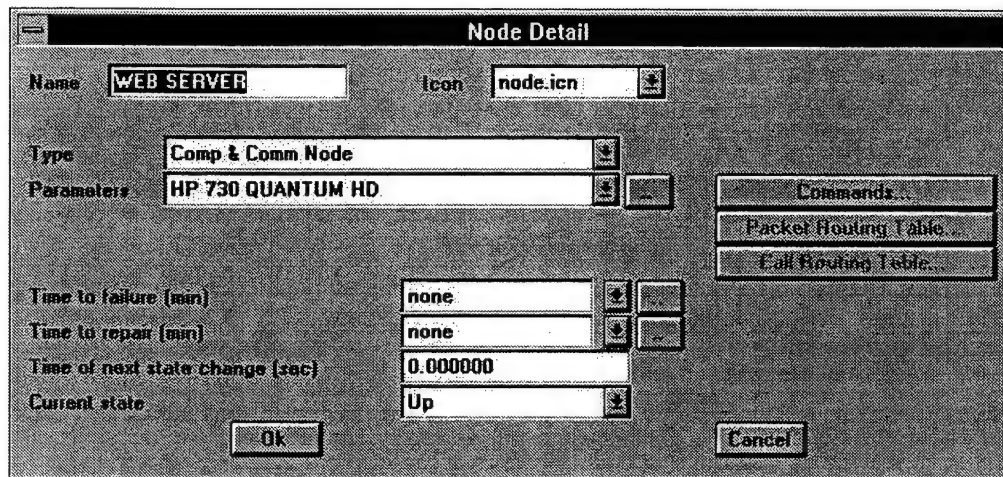 Node Detail
Name WEB SERVER Icon node.icn
Type Comp & Comm Node
Parameters HP 730 QUANTUM HD ..
Commands...
Packet Routing Table...
Call Routing Table...
Time to failure (min) none ..
Time to repair (min) none ..
Time of next state change (sec) 0.000000
Current state Up
Ok Cancel